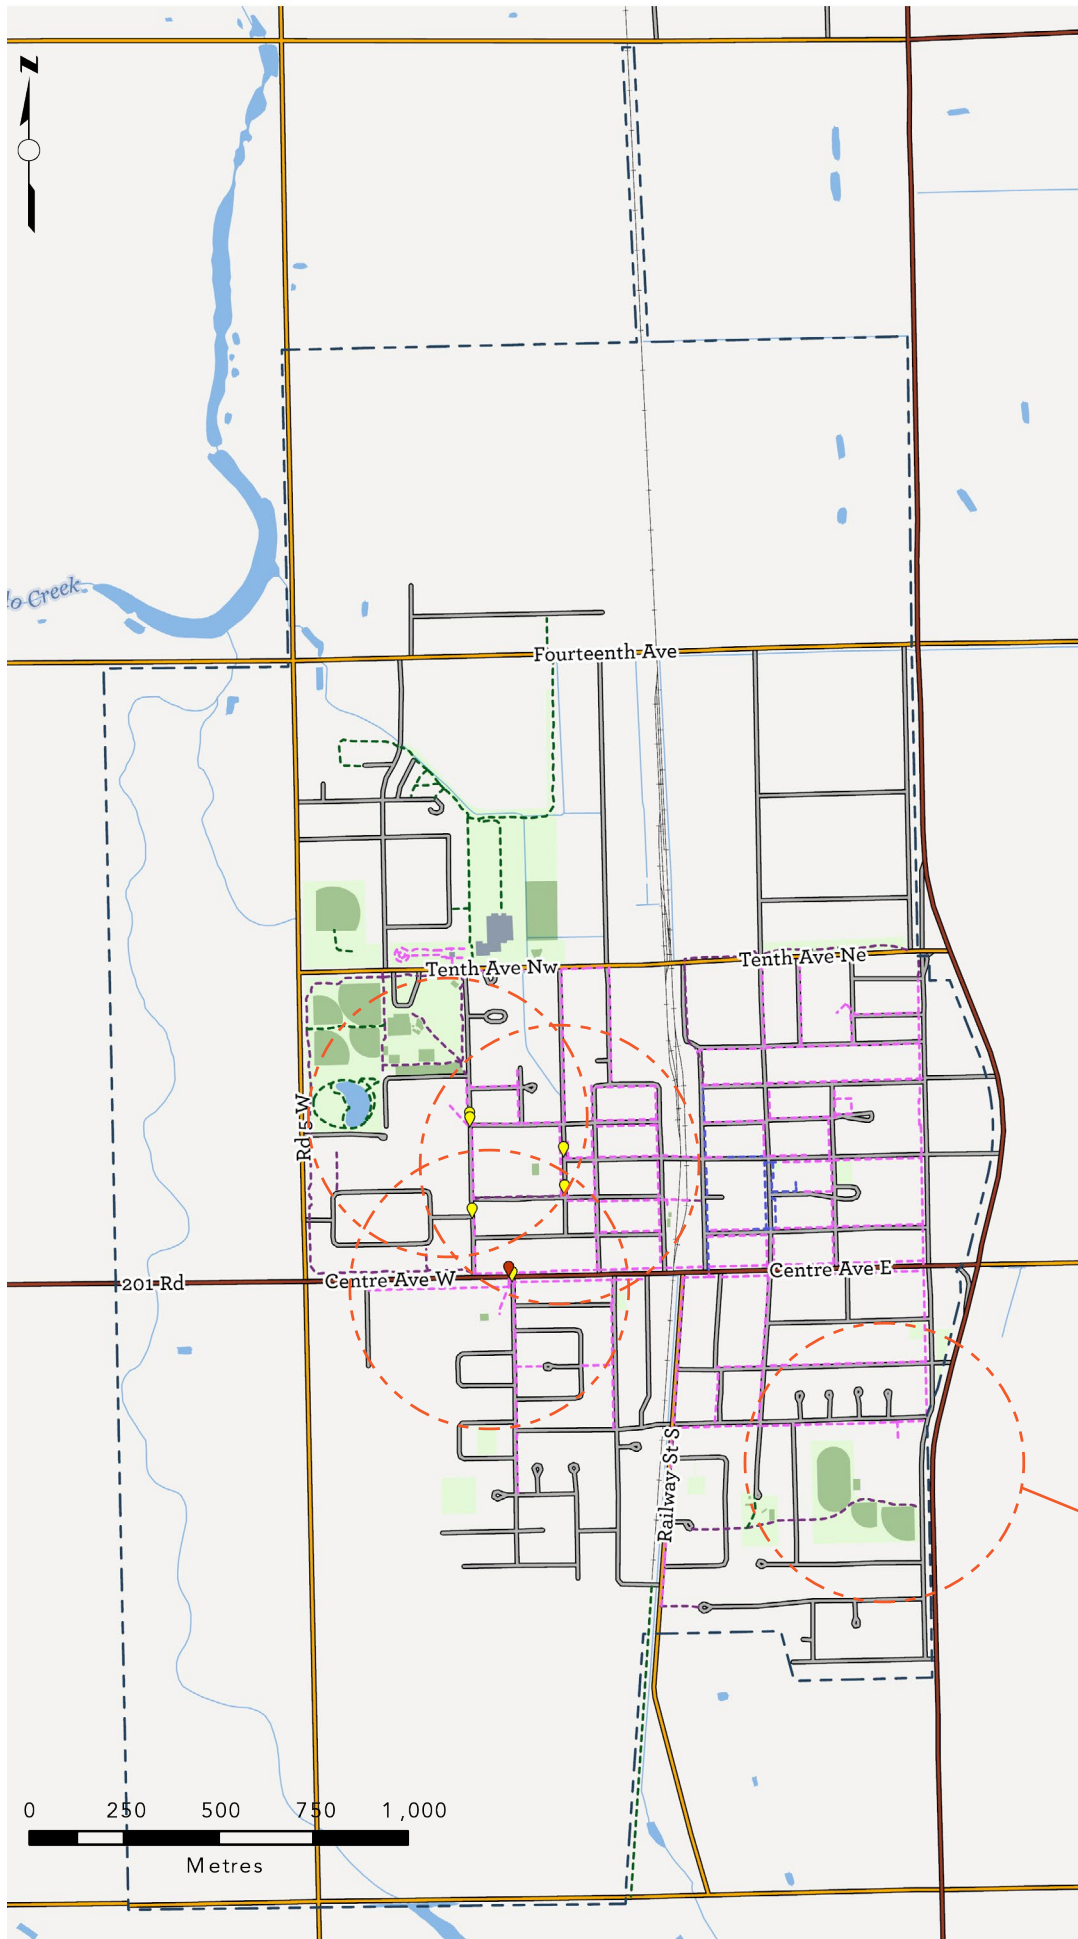 N
lo Creek
Fourteenth Ave
Tenth Ave Nw
Tenth Ave Ne
Rd 5 W
201 Rd
Centre Ave W
Centre Ave E
Railway St S
0 250 500 750 1,000
Metres